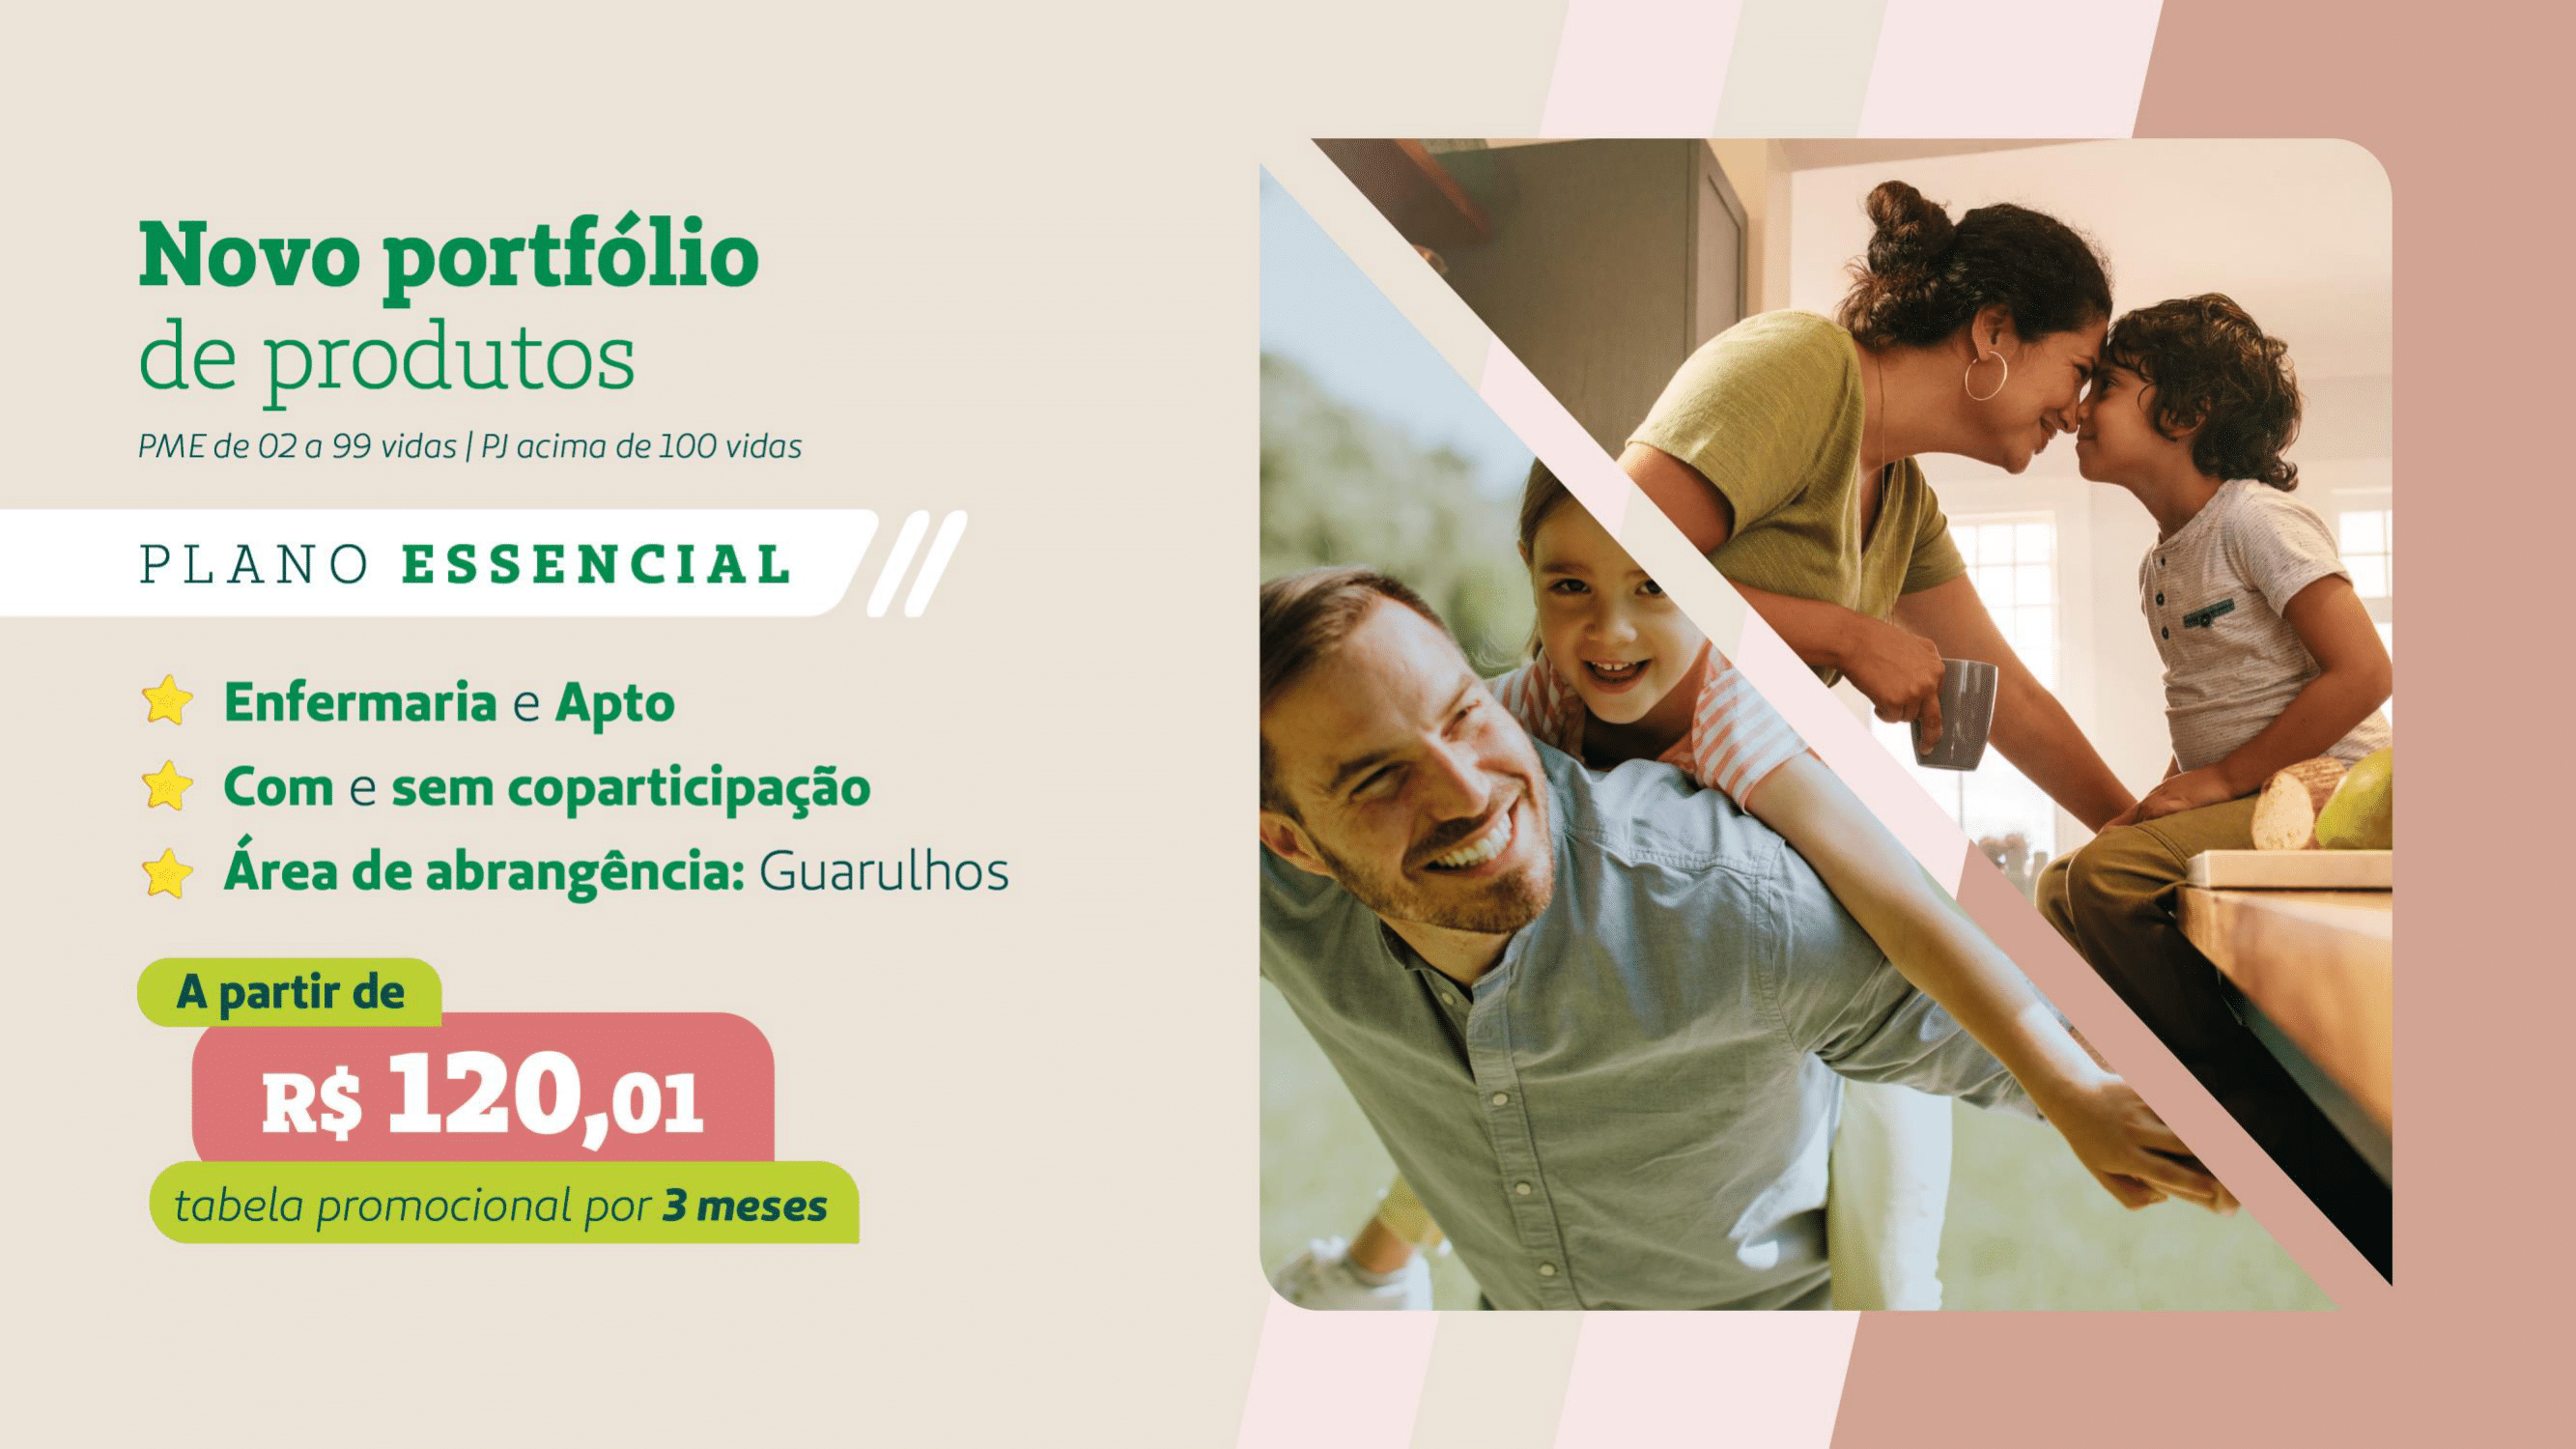 Novo portfólio
de produtos
PME de 02 a 99 vidas | PJ acima de 100 vidas
PLANO ESSENCIAL
Enfermaria e Apto
Com e sem coparticipação
Área de abrangência: Guarulhos
A partir de
R$ 120,01
tabela promocional por 3 meses